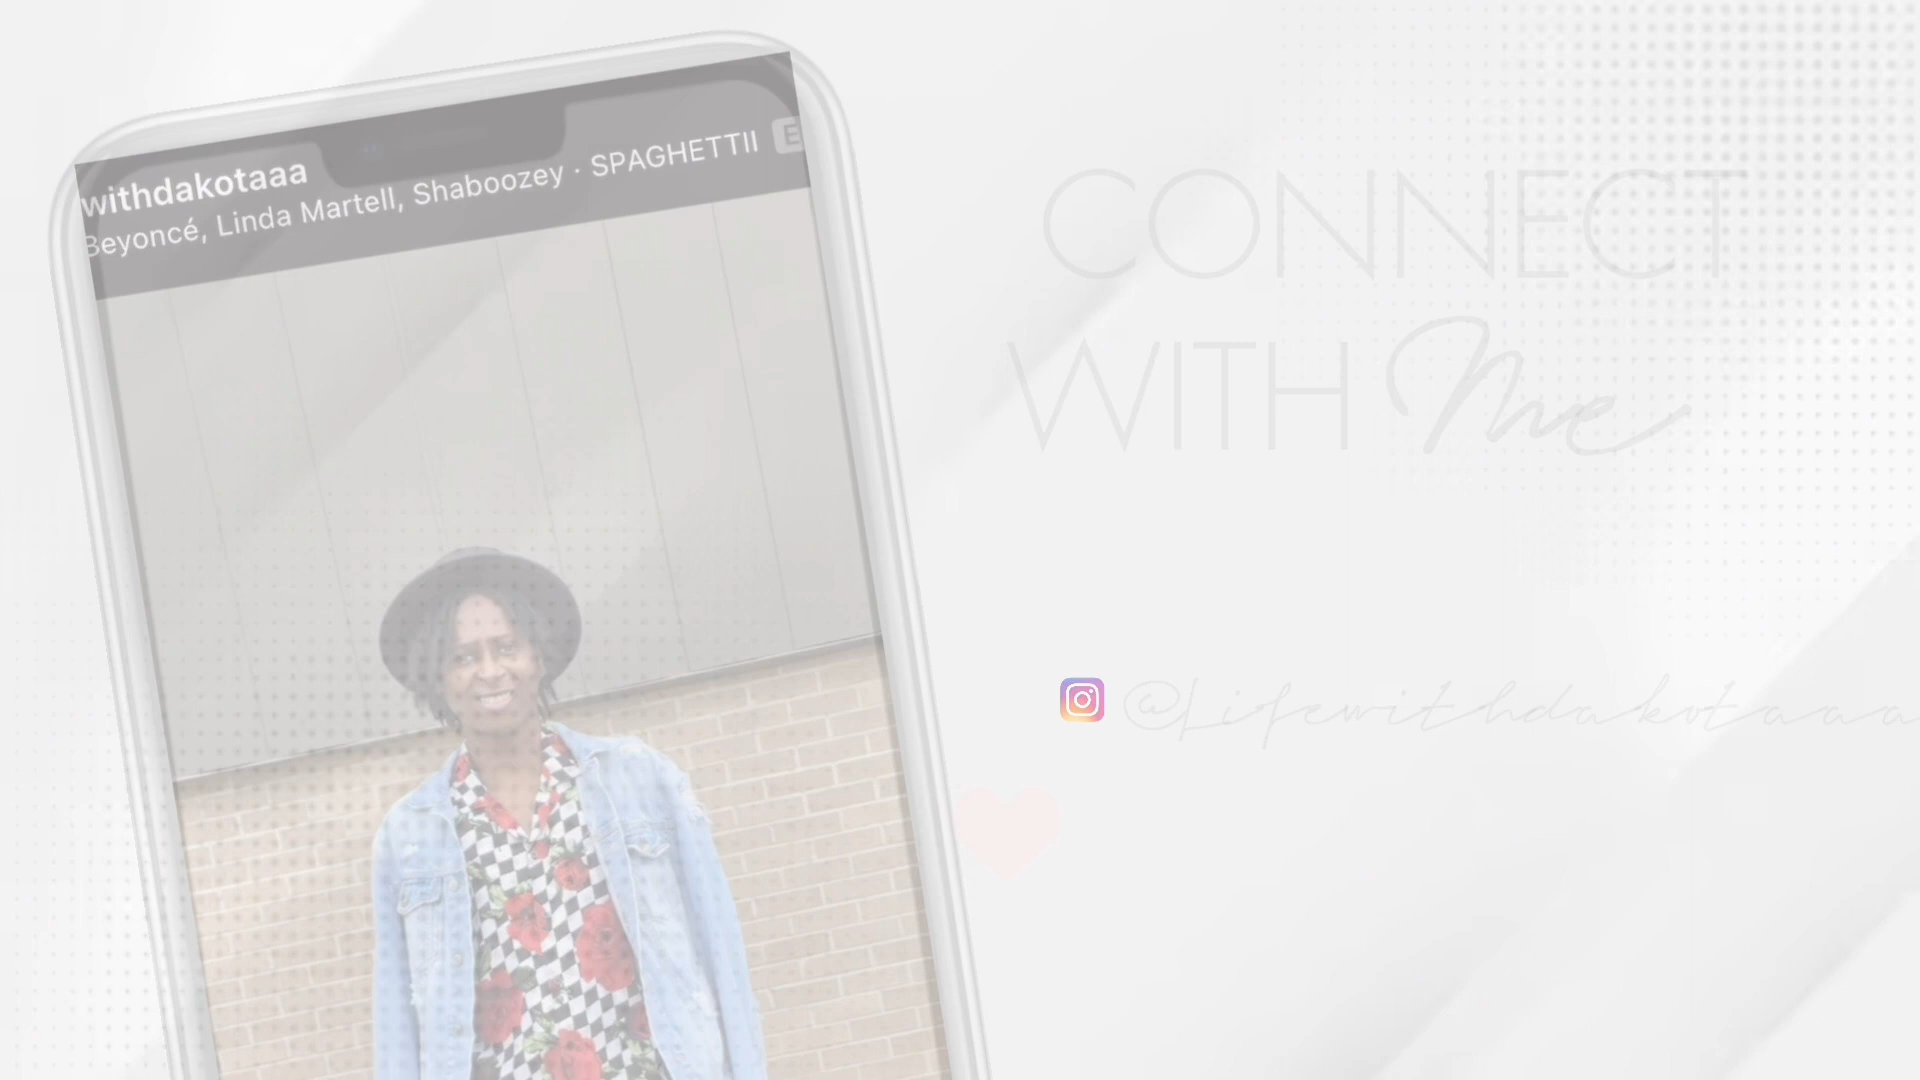 withdakotaaa
Beyoncé, Linda Martell, Shaboozey · SPAGHETTII E
CONNECT
WITH me
@Lifewithdakotaaa